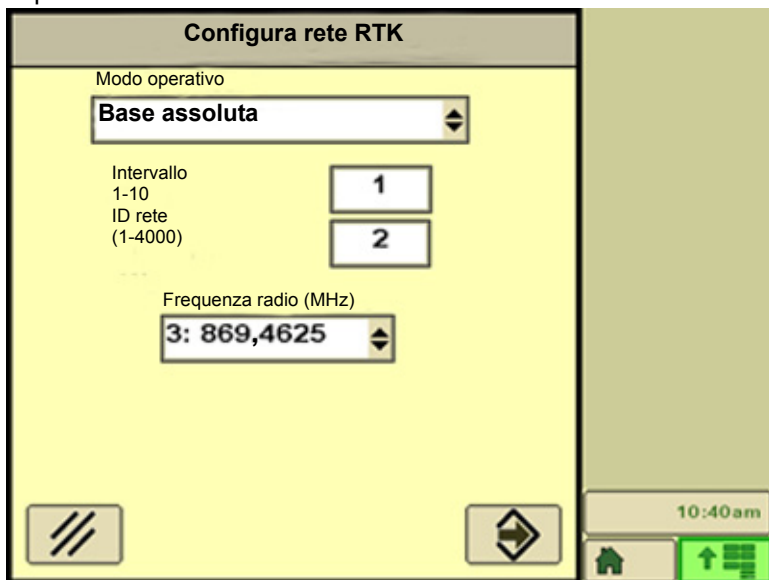 Configura rete RTK
Modo operativo
Base assoluta
Intervallo
1-10
1
ID rete
(1-4000)
2
Frequenza radio (MHz)
3: 869,4625
10:40am